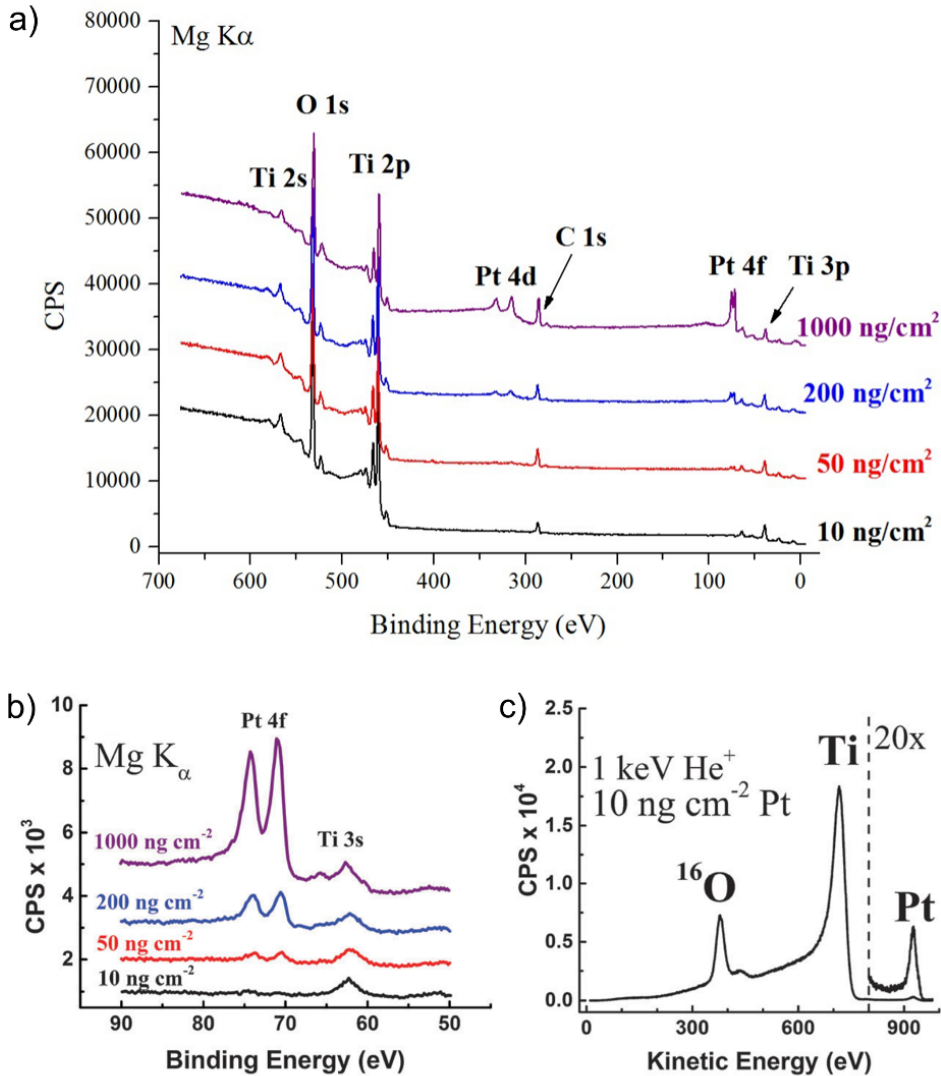 a)
Mg Kα
80000
70000
60000
50000
40000
30000
20000
10000
0
CPS
O 1s
Ti 2s
Ti 2p
C 1s
Pt 4d
Pt 4f
Ti 3p
1000 ng/cm²
200 ng/cm²
50 ng/cm²
10 ng/cm²
700 600 500 400 300 200 100 0
Binding Energy (eV)
b)
10
8
6
4
2
CPS x 10³
Pt 4f
Mg Kα
Ti 3s
1000 ng cm⁻²
200 ng cm⁻²
50 ng cm⁻²
10 ng cm⁻²
90 80 70 60 50
Binding Energy (eV)
c)
2.5
2.0
1.5
1.0
0.5
0.0
CPS x 10⁴
1 keV He⁺
10 ng cm⁻² Pt
Ti
20x
¹⁶O
Pt
0 300 600 900
Kinetic Energy (eV)